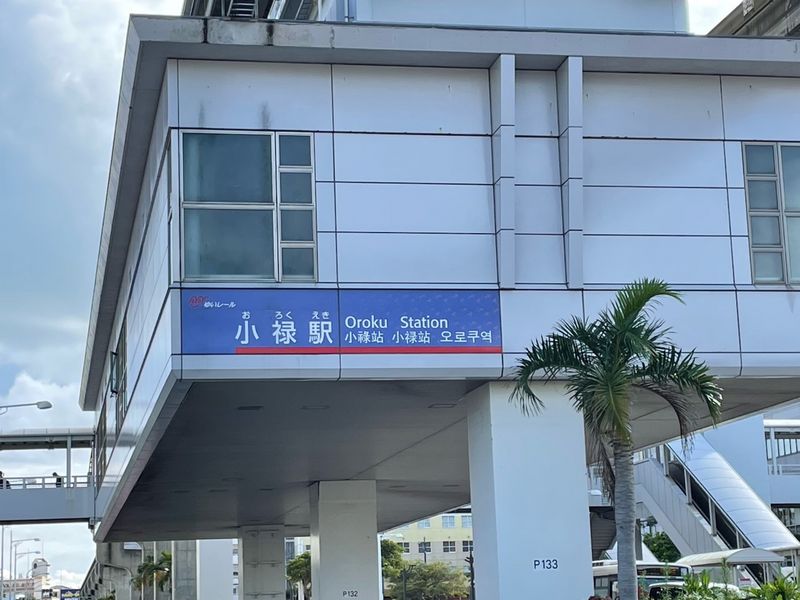 ゆいレール
お ろく えき
小禄駅
Oroku Station
小祿站 小禄站 오로쿠역
P133
P132